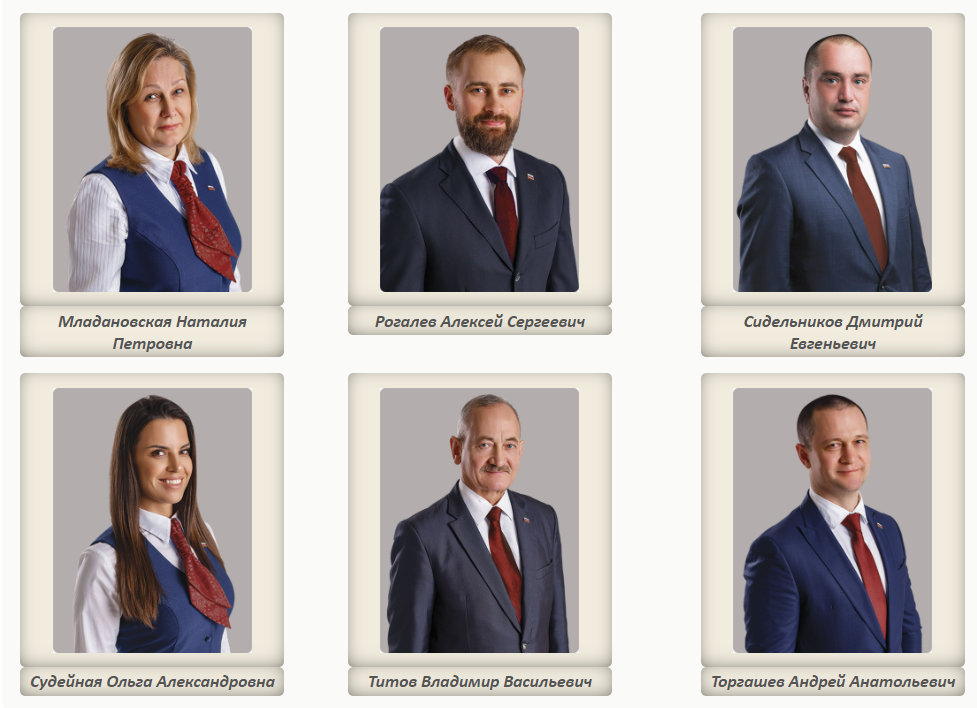 Младановская Наталия
Петровна
Рогалев Алексей Сергеевич
Сидельников Дмитрий
Евгеньевич
Судейная Ольга Александровна
Титов Владимир Васильевич
Торгашев Андрей Анатольевич